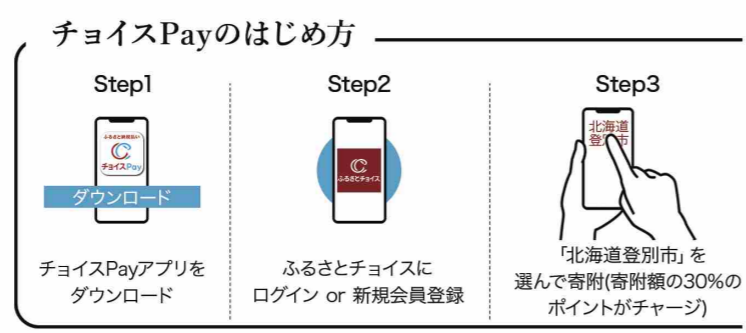 チョイスPayのはじめ方
Step1
ふるさと納税払い
チョイスPay
ダウンロード
チョイスPayアプリを
ダウンロード
Step2
ふるさとチョイス
ふるさとチョイスに
ログイン or 新規会員登録
Step3
北海道
登別市
「北海道登別市」を
選んで寄附(寄附額の30%の
ポイントがチャージ)